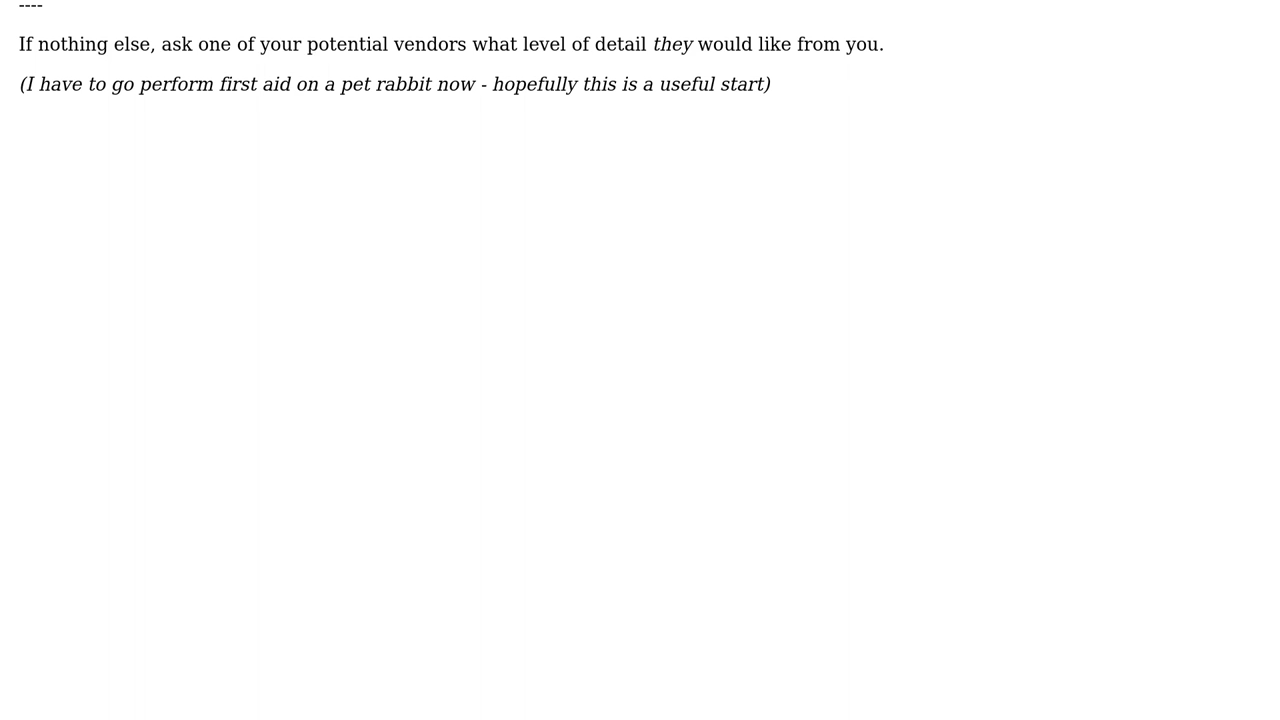 ----
If nothing else, ask one of your potential vendors what level of detail they would like from you.
(I have to go perform first aid on a pet rabbit now - hopefully this is a useful start)